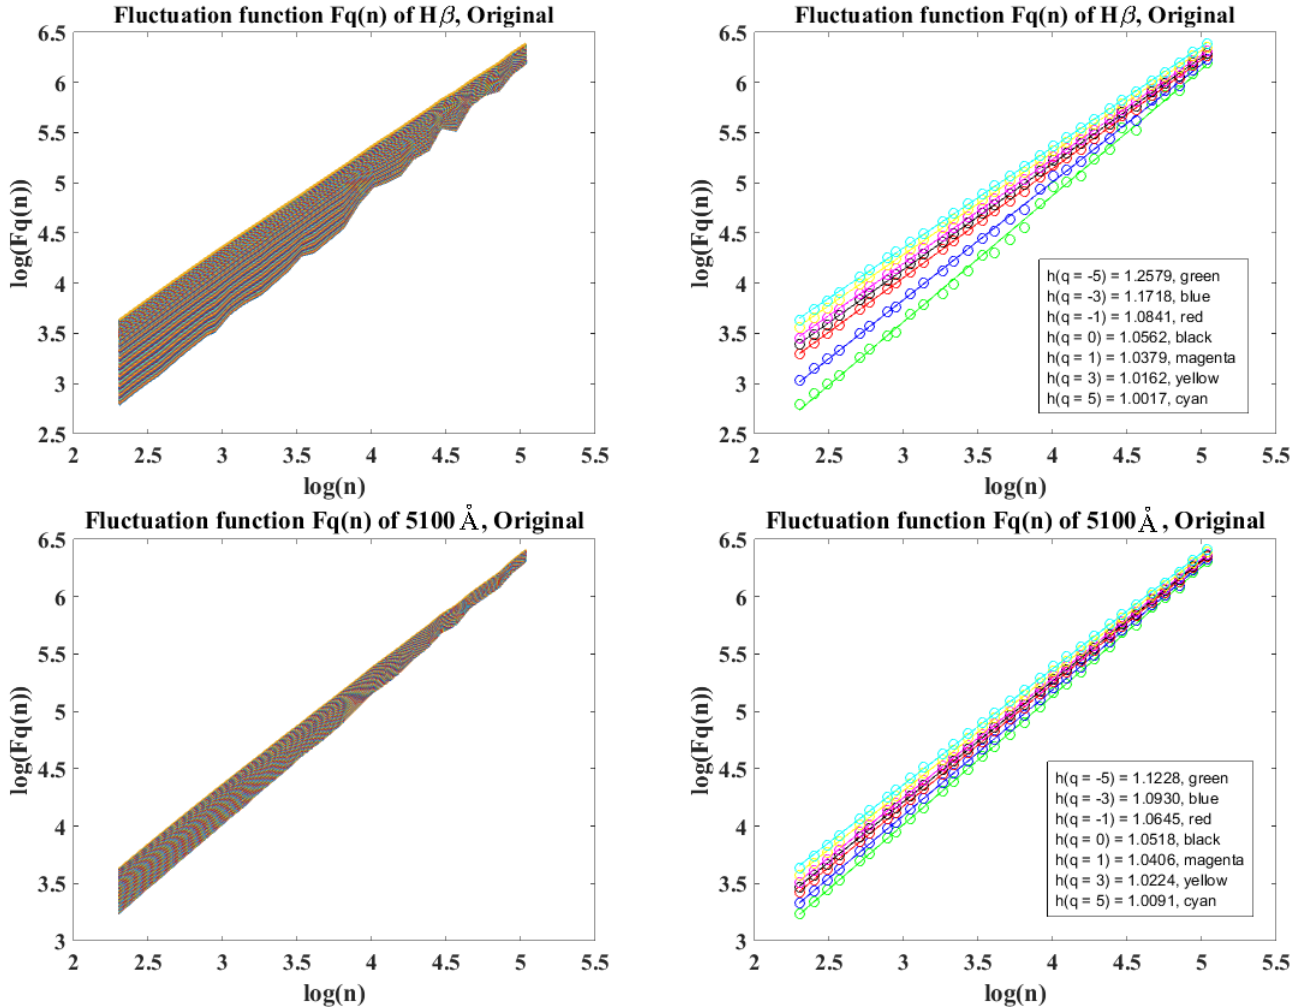 Fluctuation function Fq(n) of Hβ, Original
6.5
6
5.5
5
4.5
4
3.5
3
2.5
log(Fq(n))
2 2.5 3 3.5 4 4.5 5 5.5
log(n)
Fluctuation function Fq(n) of Hβ, Original
6.5
6
5.5
5
4.5
4
3.5
3
2.5
log(Fq(n))
h(q = -5) = 1.2579, green
h(q = -3) = 1.1718, blue
h(q = -1) = 1.0841, red
h(q = 0) = 1.0562, black
h(q = 1) = 1.0379, magenta
h(q = 3) = 1.0162, yellow
h(q = 5) = 1.0017, cyan
2 2.5 3 3.5 4 4.5 5 5.5
log(n)
Fluctuation function Fq(n) of 5100 Å, Original
6.5
6
5.5
5
4.5
4
3.5
3
log(Fq(n))
2 2.5 3 3.5 4 4.5 5 5.5
log(n)
Fluctuation function Fq(n) of 5100 Å, Original
6.5
6
5.5
5
4.5
4
3.5
3
log(Fq(n))
h(q = -5) = 1.1228, green
h(q = -3) = 1.0930, blue
h(q = -1) = 1.0645, red
h(q = 0) = 1.0518, black
h(q = 1) = 1.0406, magenta
h(q = 3) = 1.0224, yellow
h(q = 5) = 1.0091, cyan
2 2.5 3 3.5 4 4.5 5 5.5
log(n)